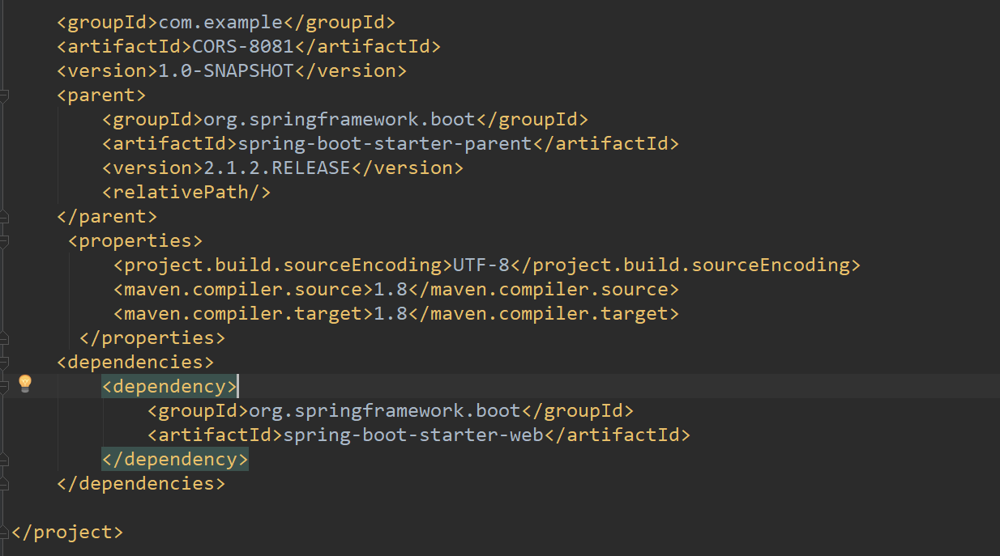 <groupId>com.example</groupId>
<artifactId>CORS-8081</artifactId>
<version>1.0-SNAPSHOT</version>
<parent>
<groupId>org.springframework.boot</groupId>
<artifactId>spring-boot-starter-parent</artifactId>
<version>2.1.2.RELEASE</version>
<relativePath/>
</parent>
<properties>
<project.build.sourceEncoding>UTF-8</project.build.sourceEncoding>
<maven.compiler.source>1.8</maven.compiler.source>
<maven.compiler.target>1.8</maven.compiler.target>
</properties>
<dependencies>
<dependency>
<groupId>org.springframework.boot</groupId>
<artifactId>spring-boot-starter-web</artifactId>
</dependency>
</dependencies>
</project>